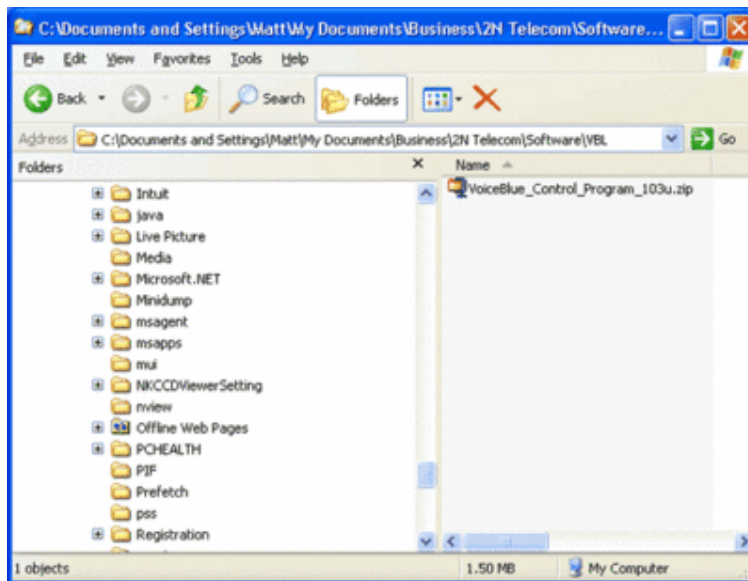 C:\Documents and Settings\Matt\My Documents\Business\2N Telecom\Software...
File Edit View Favorites Tools Help
Back Search Folders
Address C:\Documents and Settings\Matt\My Documents\Business\2N Telecom\Software\VBL Go
Folders
Name
Intuit
java
Live Picture
Media
Microsoft.NET
Minidump
msagent
msapps
mui
NKCCDViewerSetting
nview
Offline Web Pages
PCHEALTH
PIF
Prefetch
pss
Registration
VoiceBlue_Control_Program_103u.zip
1 objects 1.50 MB My Computer